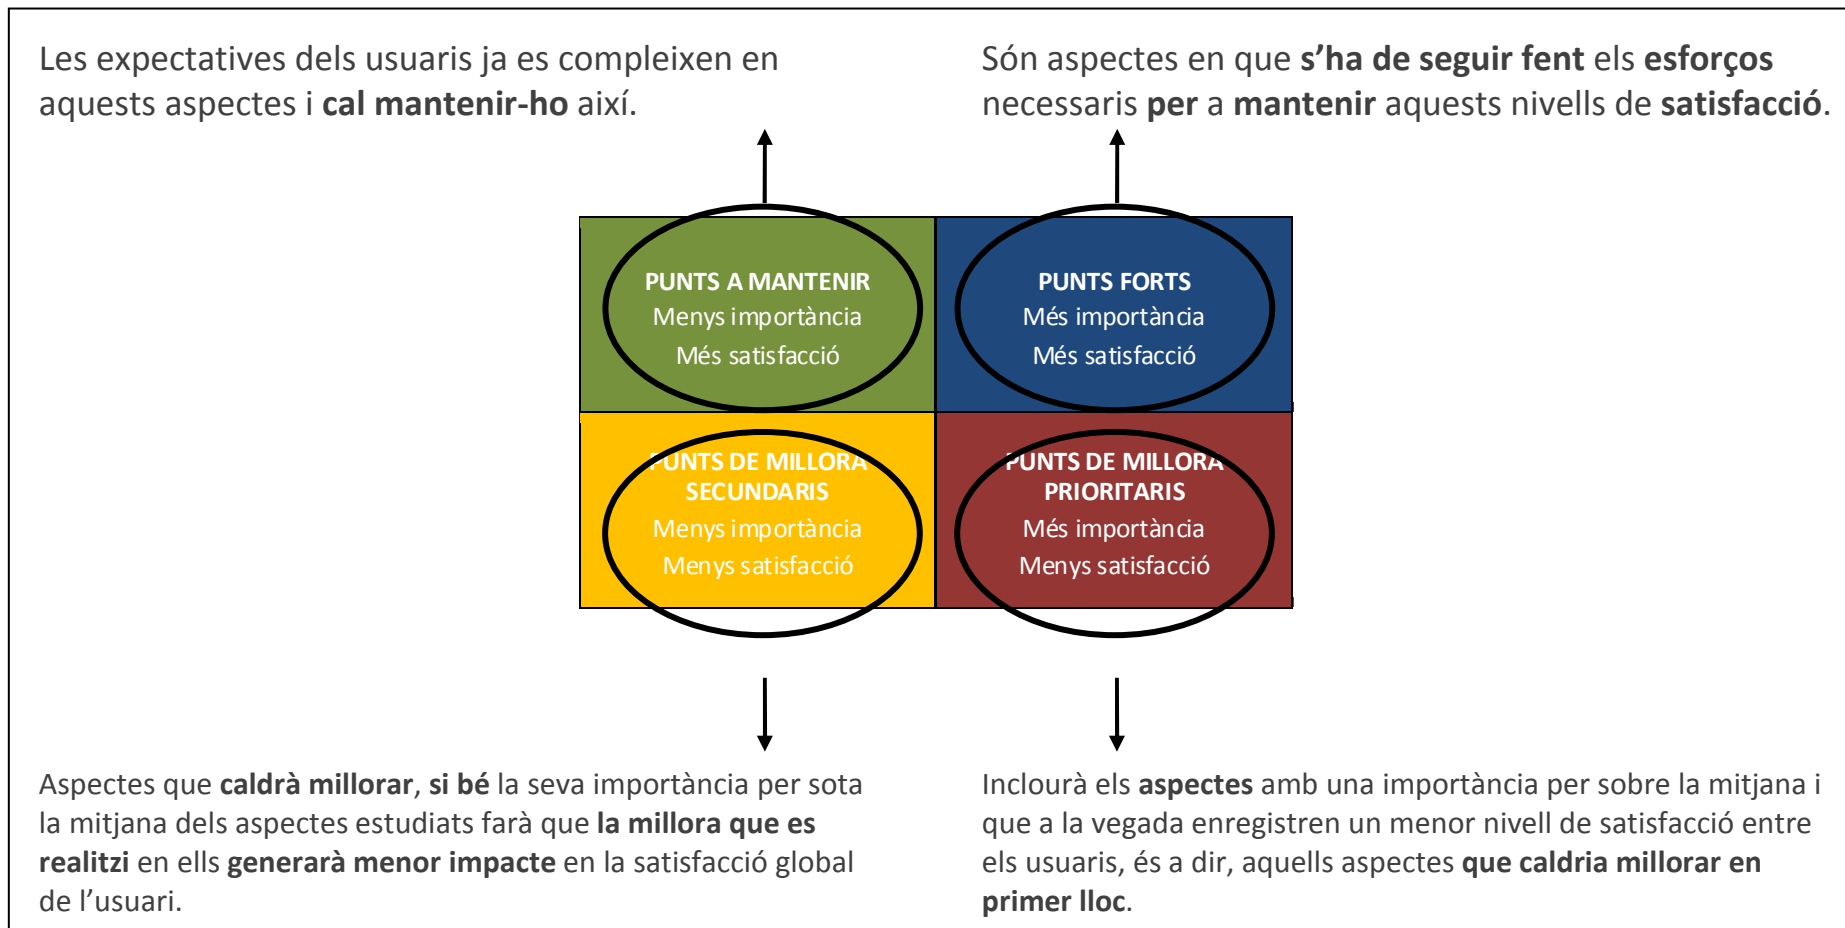 Les expectatives dels usuaris ja es compleixen en
aquests aspectes i cal mantenir-ho així.
Són aspectes en que s’ha de seguir fent els esforços
necessaris per a mantenir aquests nivells de satisfacció.
PUNTS A MANTENIR
Menys importància
Més satisfacció
PUNTS FORTS
Més importància
Més satisfacció
PUNTS DE MILLORA
SECUNDARIS
Menys importància
Menys satisfacció
PUNTS DE MILLORA
PRIORITARIS
Més importància
Menys satisfacció
Aspectes que caldrà millorar, si bé la seva importància per sota
la mitjana dels aspectes estudiats farà que la millora que es
realitzi en ells generarà menor impacte en la satisfacció global
de l’usuari.
Inclourà els aspectes amb una importància per sobre la mitjana i
que a la vegada enregistren un menor nivell de satisfacció entre
els usuaris, és a dir, aquells aspectes que caldria millorar en
primer lloc.